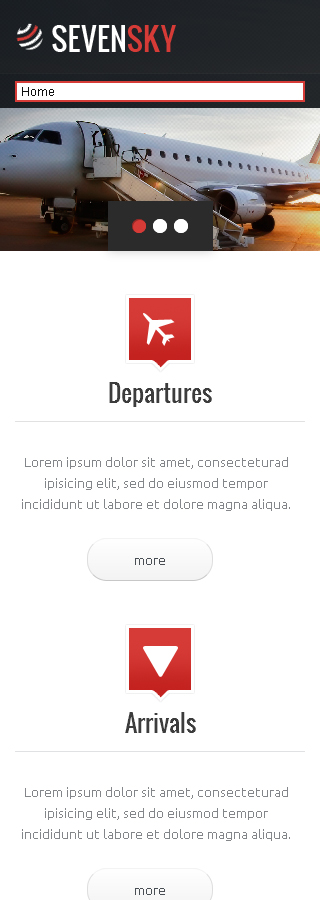 SEVENSKY
Home
Departures
Lorem ipsum dolor sit amet, consecteturad
ipisicing elit, sed do eiusmod tempor
incididunt ut labore et dolore magna aliqua.
more
Arrivals
Lorem ipsum dolor sit amet, consecteturad
ipisicing elit, sed do eiusmod tempor
incididunt ut labore et dolore magna aliqua.
more